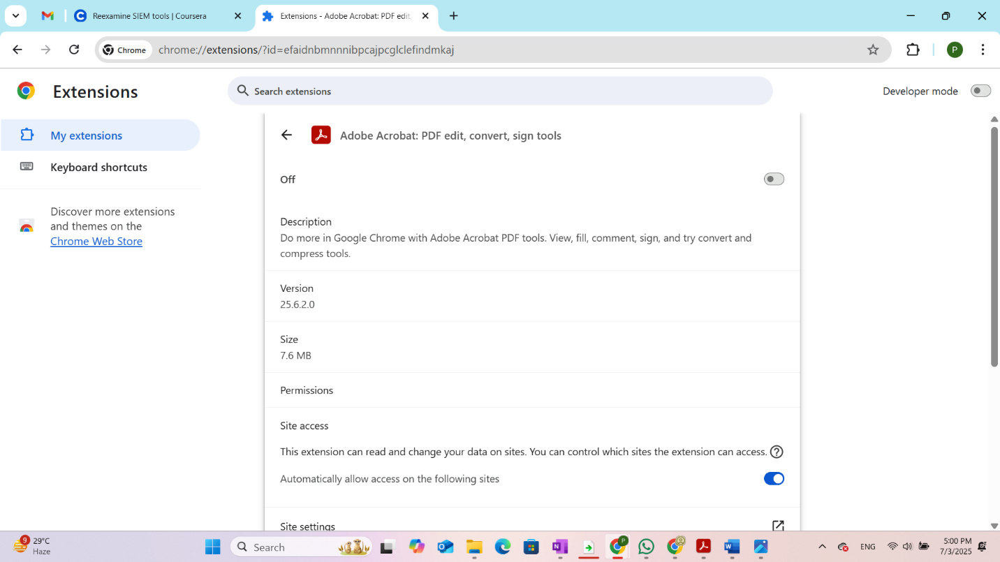 Reexamine SIEM tools | Coursera
Extensions - Adobe Acrobat: PDF edit
Chrome
chrome://extensions/?id=efaidnbmnnnibpcajpcglclefindmkaj
P
Extensions
Search extensions
Developer mode
My extensions
Keyboard shortcuts
Discover more extensions
and themes on the
Chrome Web Store
Adobe Acrobat: PDF edit, convert, sign tools
Off
Description
Do more in Google Chrome with Adobe Acrobat PDF tools. View, fill, comment, sign, and try convert and
compress tools.
Version
25.6.2.0
Size
7.6 MB
Permissions
Site access
This extension can read and change your data on sites. You can control which sites the extension can access.
Automatically allow access on the following sites
Site settings
9
29°C
Haze
Search
P
ENG
5:00 PM
7/3/2025